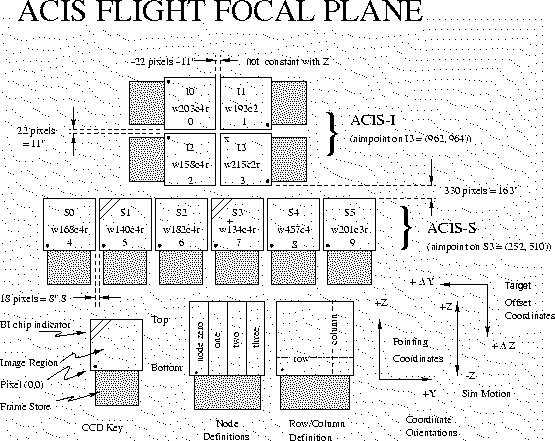 ACIS FLIGHT FOCAL PLANE
~22 pixels ~11" not constant with Z
I0 I1
w203c4r w193c2
0 1
ACIS-I
(aimpoint on I3 = (962, 964))
22 pixels
= 11"
I2 I3
w158c4r w215c2r
2 3
330 pixels = 163"
S0 S1 S2 S3 S4 S5
w168c4r w140c4r w182c4r w134c4r w457c4 w201c3r
4 5 6 7 8 9
ACIS-S
(aimpoint on S3 = (252, 510))
18 pixels = 8".8
BI chip indicator
Image Region
Pixel (0,0)
Frame Store
CCD Key
Top
Bottom
node zero
one
two
three
Node
Definitions
column
row
Row/Column
Definition
+ΔY
Target
Offset
Coordinates
+ΔZ
+Z
Pointing
Coordinates
+Y
+Z
-Z
Sim Motion
Coordinate
Orientations